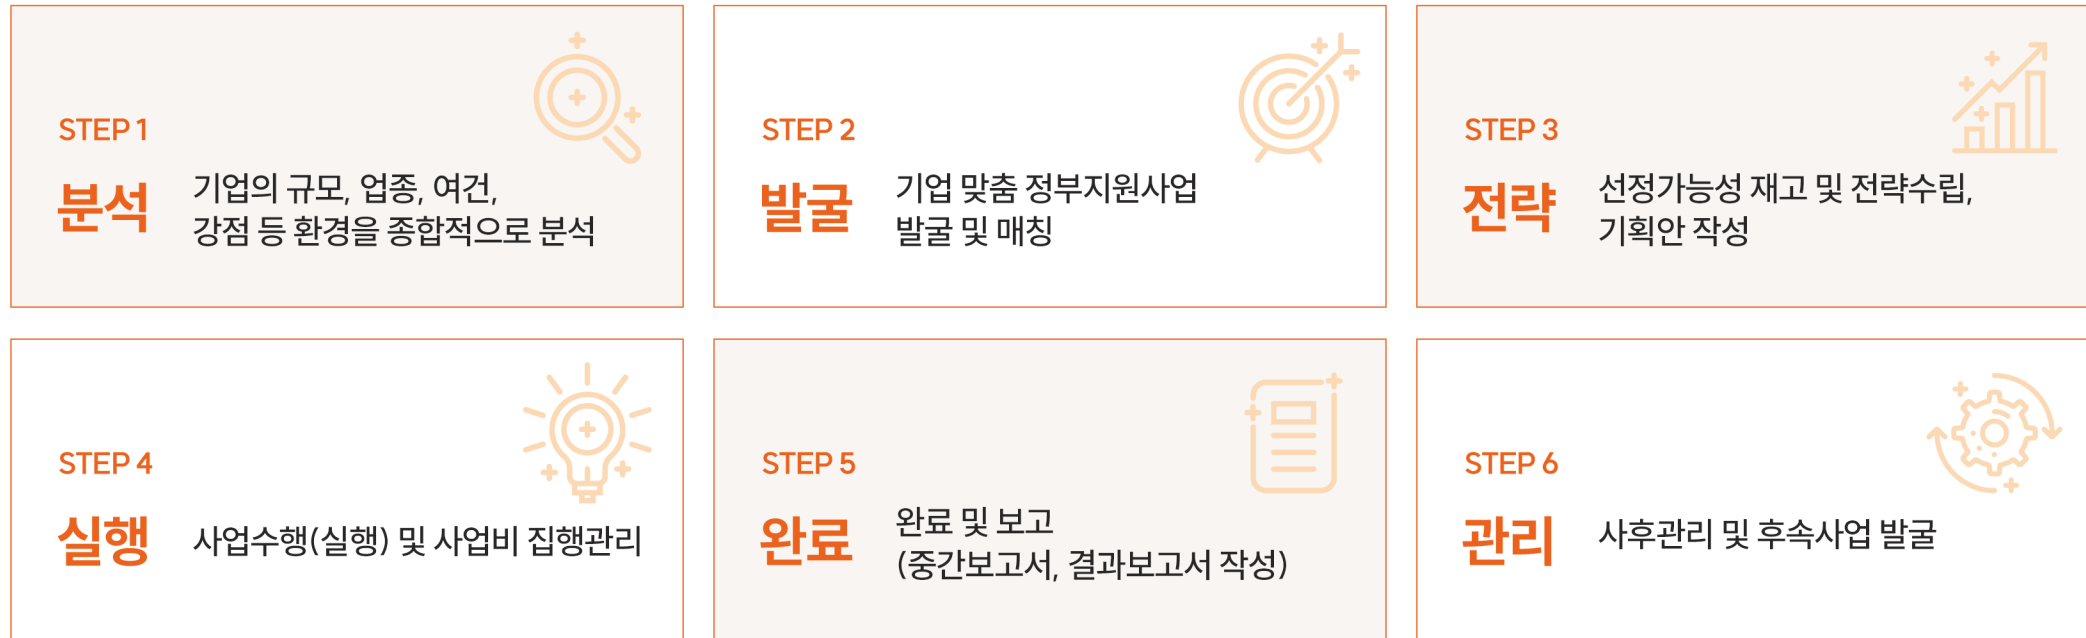 STEP 1
분석
기업의 규모, 업종, 여건,
강점 등 환경을 종합적으로 분석
STEP 2
발굴
기업 맞춤 정부지원사업
발굴 및 매칭
STEP 3
전략
선정가능성 재고 및 전략수립,
기획안 작성
STEP 4
실행
사업수행(실행) 및 사업비 집행관리
STEP 5
완료
완료 및 보고
(중간보고서, 결과보고서 작성)
STEP 6
관리
사후관리 및 후속사업 발굴